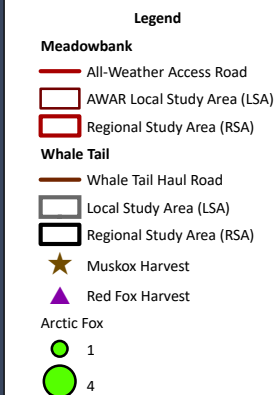 Legend
Meadowbank
All-Weather Access Road
AWAR Local Study Area (LSA)
Regional Study Area (RSA)
Whale Tail
Whale Tail Haul Road
Local Study Area (LSA)
Regional Study Area (RSA)
Muskox Harvest
Red Fox Harvest
Arctic Fox
1
4